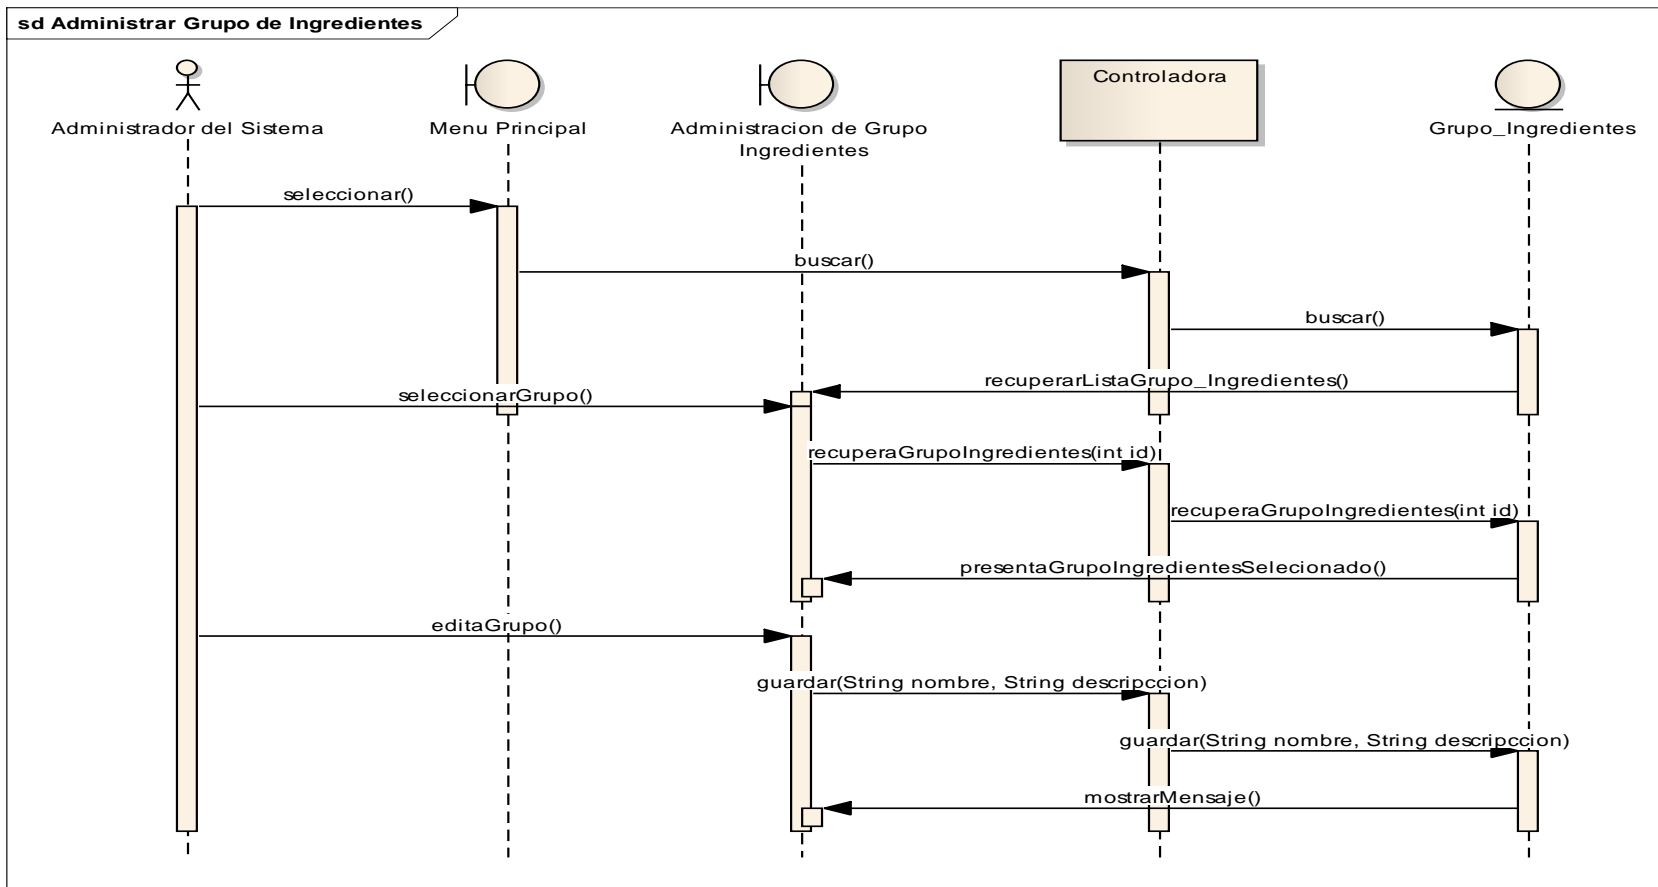 sd Administrar Grupo de Ingredientes
Administrador del Sistema
Menu Principal
Administracion de Grupo
Ingredientes
Controladora
Grupo_Ingredientes
seleccionar()
buscar()
buscar()
recuperarListaGrupo_Ingredientes()
seleccionarGrupo()
recuperaGrupoIngredientes(int id)
recuperaGrupoIngredientes(int id)
presentaGrupoIngredientesSelecionado()
editaGrupo()
guardar(String nombre, String descripccion)
guardar(String nombre, String descripccion)
mostrarMensaje()